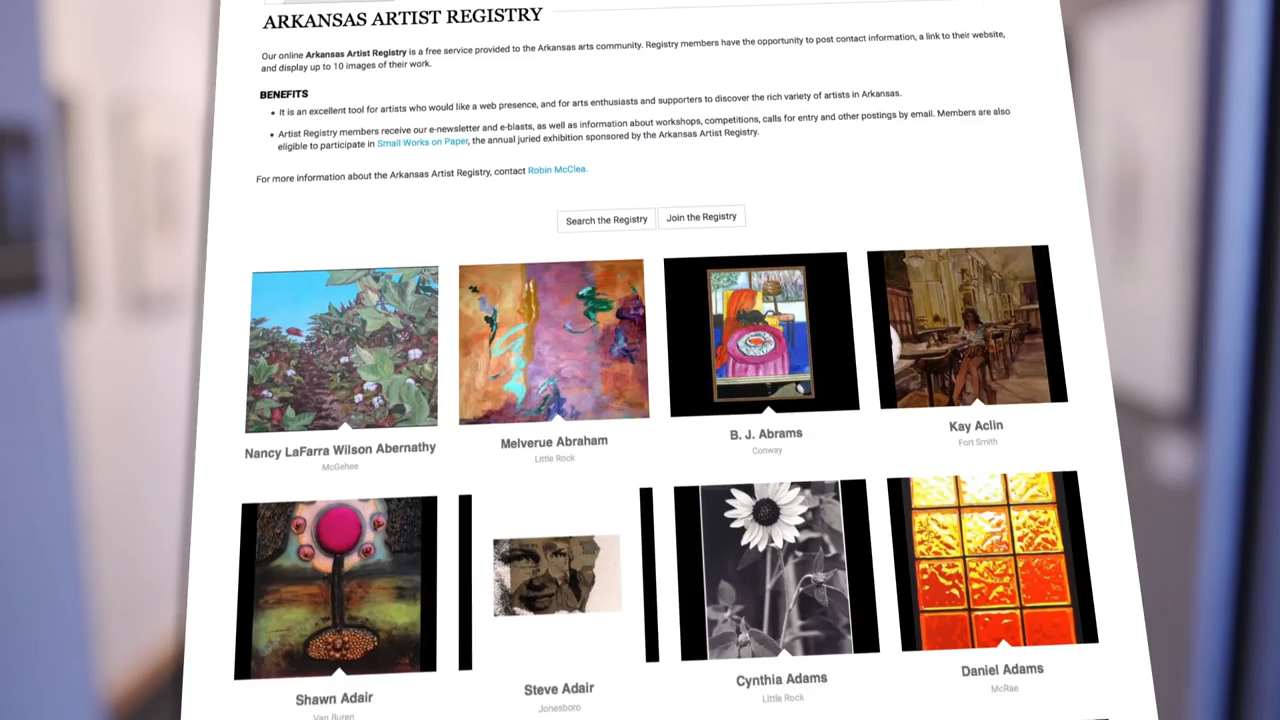 ARKANSAS ARTIST REGISTRY
Our online Arkansas Artist Registry is a free service provided to the Arkansas arts community. Registry members have the opportunity to post contact information, a link to their website,
and display up to 10 images of their work.
BENEFITS
• It is an excellent tool for artists who would like a web presence, and for arts enthusiasts and supporters to discover the rich variety of artists in Arkansas.
• Artist Registry members receive our e-newsletter and e-blasts, as well as information about workshops, competitions, calls for entry and other postings by email. Members are also
eligible to participate in Small Works on Paper, the annual juried exhibition sponsored by the Arkansas Artist Registry.
For more information about the Arkansas Artist Registry, contact Robin McClea.
Search the Registry Join the Registry
Nancy LaFarra Wilson Abernathy
McGehee
Melverue Abraham
Little Rock
B. J. Abrams
Conway
Kay Aclin
Fort Smith
Shawn Adair
Van Buren
Steve Adair
Jonesboro
Cynthia Adams
Little Rock
Daniel Adams
McRae